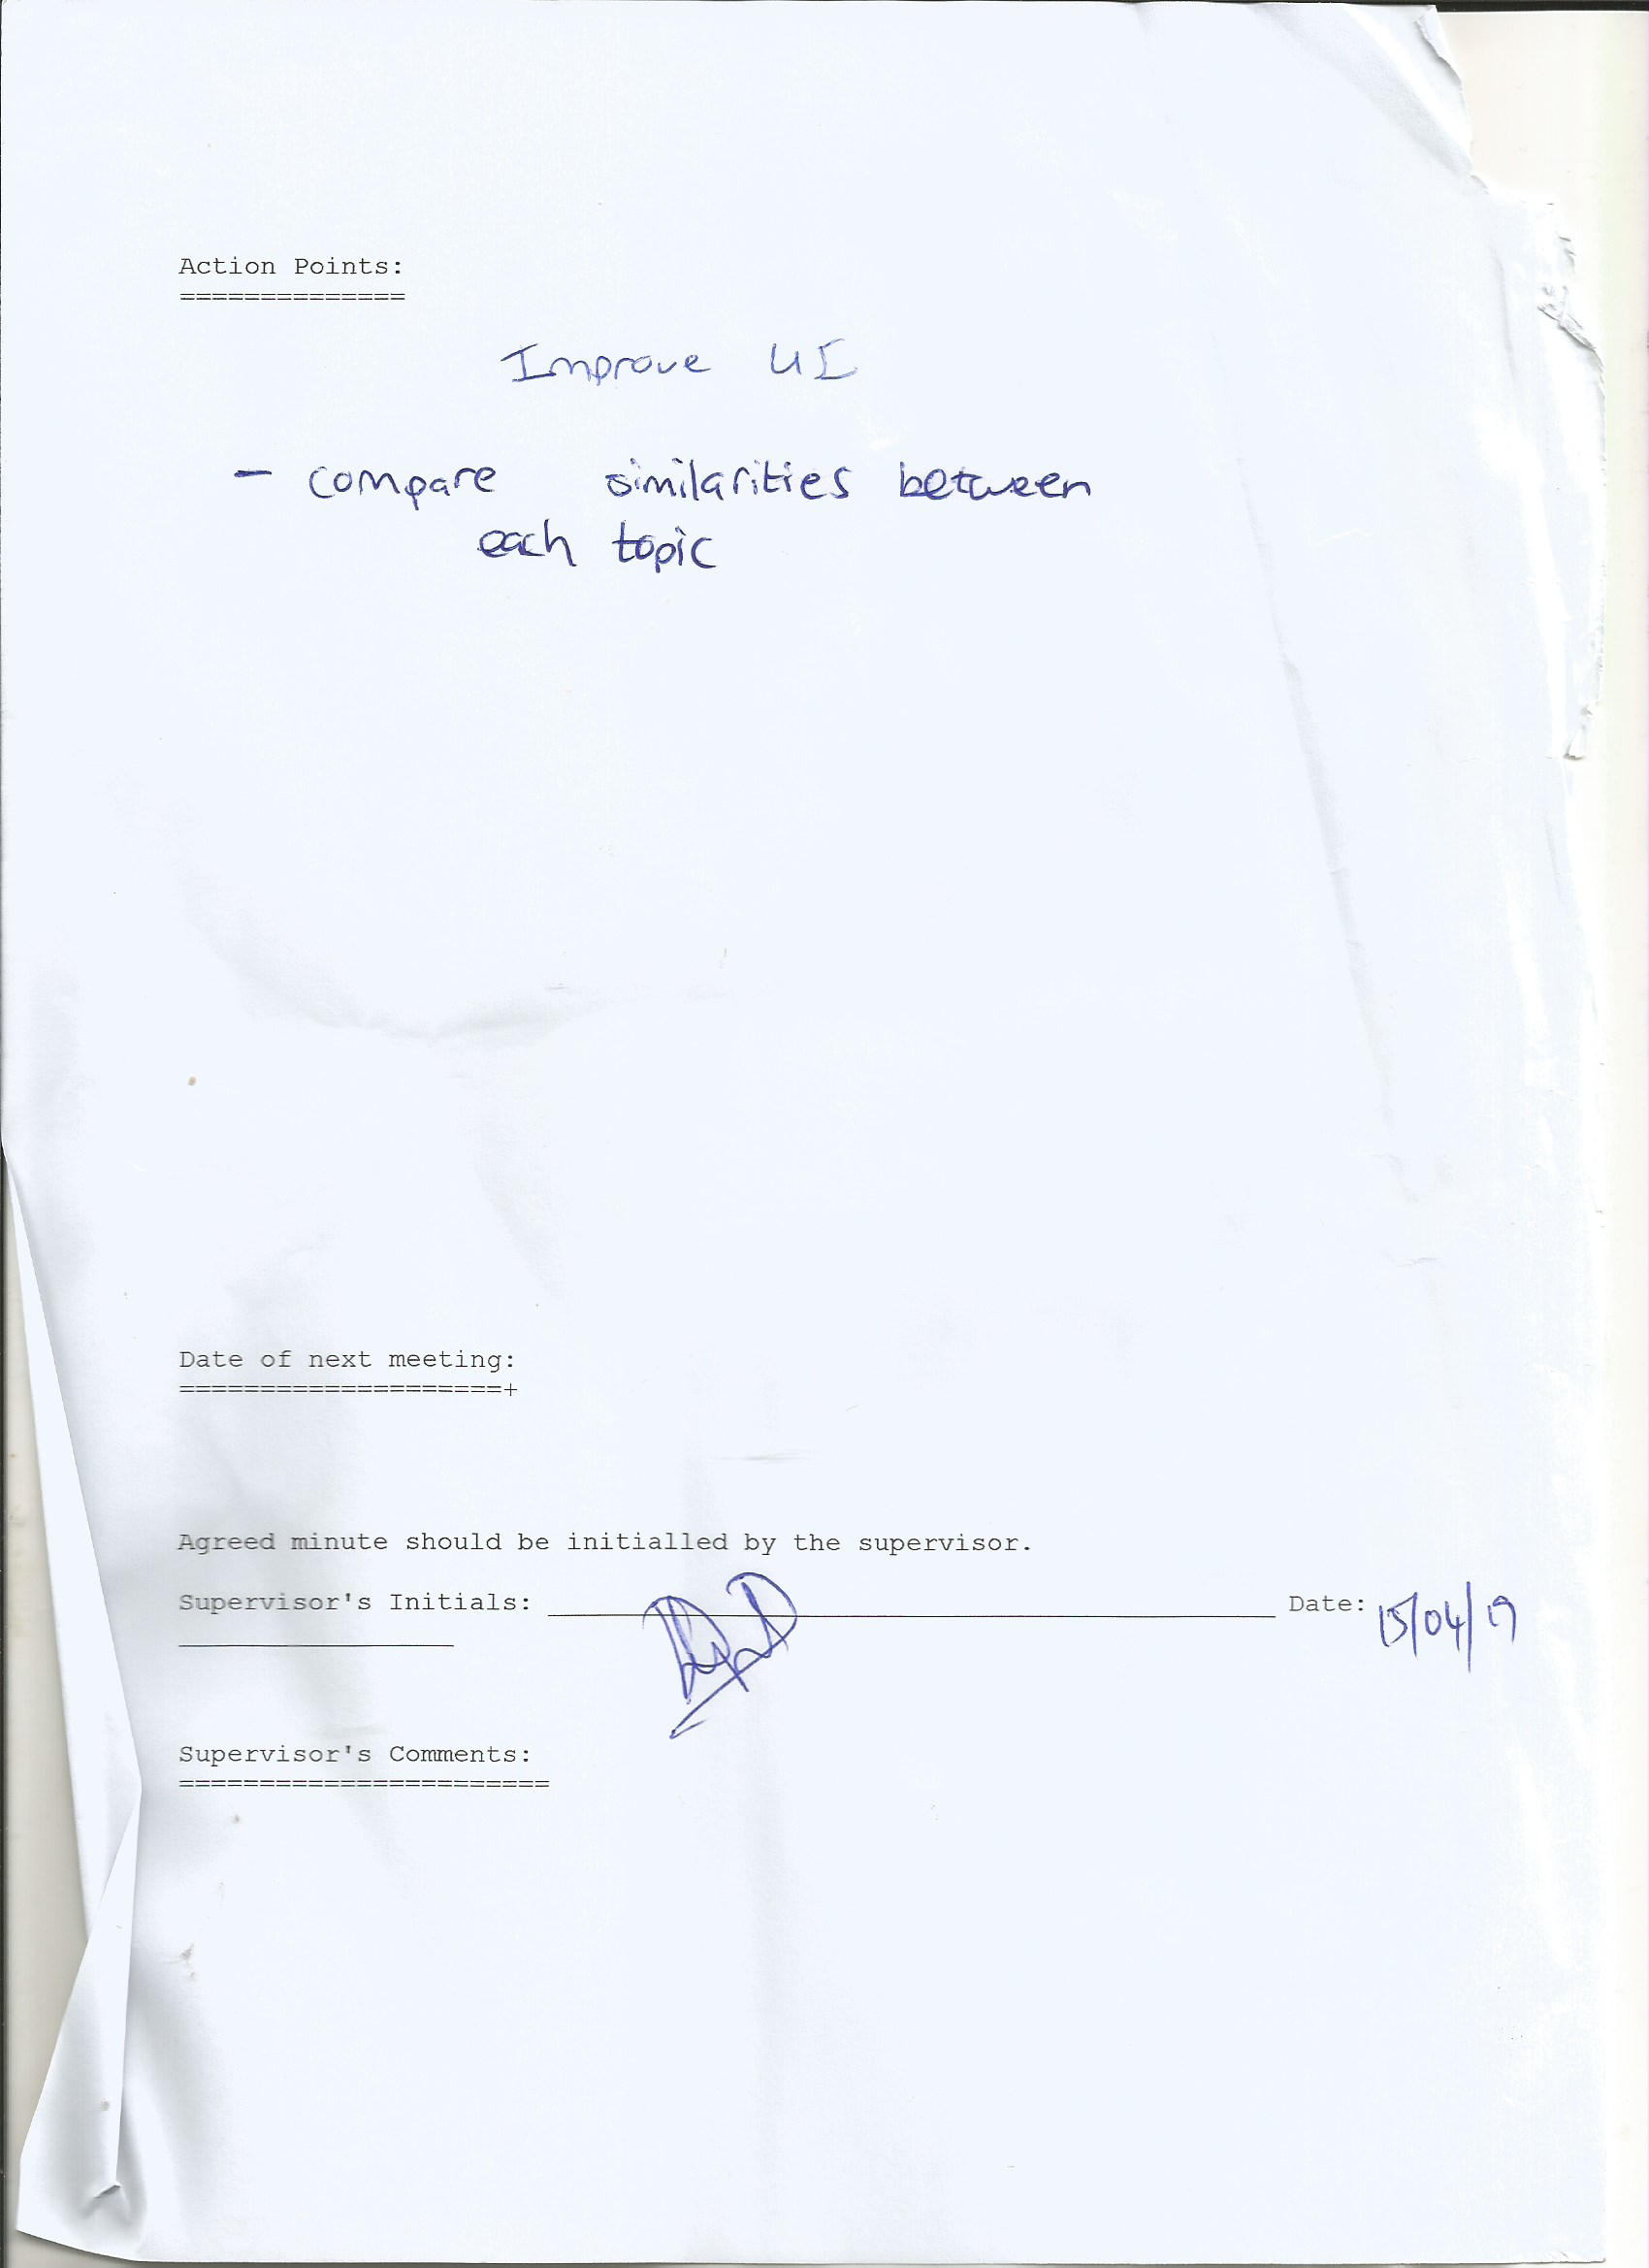 Action Points:
==============
Improve UI
- compare similarities between
each topic
Date of next meeting:
====================+
Agreed minute should be initialled by the supervisor.
Supervisor's Initials: ____________________ Date: 15/04/19
Supervisor's Comments:
=======================